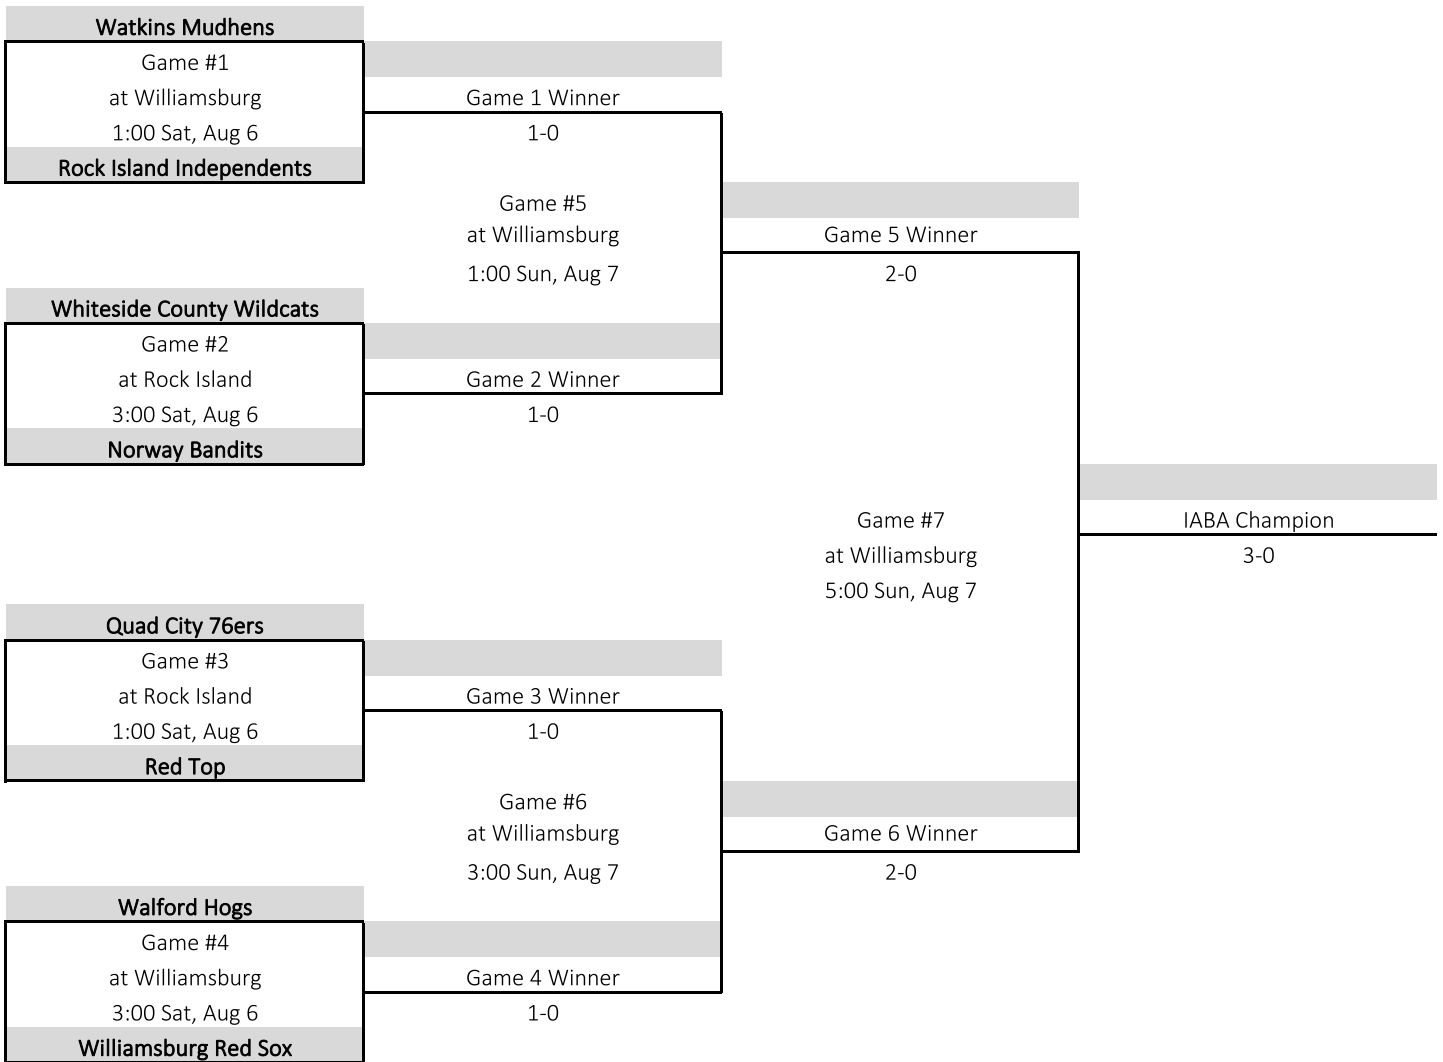 Watkins Mudhens
Game #1
at Williamsburg
1:00 Sat, Aug 6
Rock Island Independents
Game 1 Winner
1-0
Game #5
at Williamsburg
1:00 Sun, Aug 7
Game 5 Winner
2-0
Whiteside County Wildcats
Game #2
at Rock Island
3:00 Sat, Aug 6
Norway Bandits
Game 2 Winner
1-0
Game #7
at Williamsburg
5:00 Sun, Aug 7
IABA Champion
3-0
Quad City 76ers
Game #3
at Rock Island
1:00 Sat, Aug 6
Red Top
Game 3 Winner
1-0
Game #6
at Williamsburg
3:00 Sun, Aug 7
Game 6 Winner
2-0
Walford Hogs
Game #4
at Williamsburg
3:00 Sat, Aug 6
Williamsburg Red Sox
Game 4 Winner
1-0